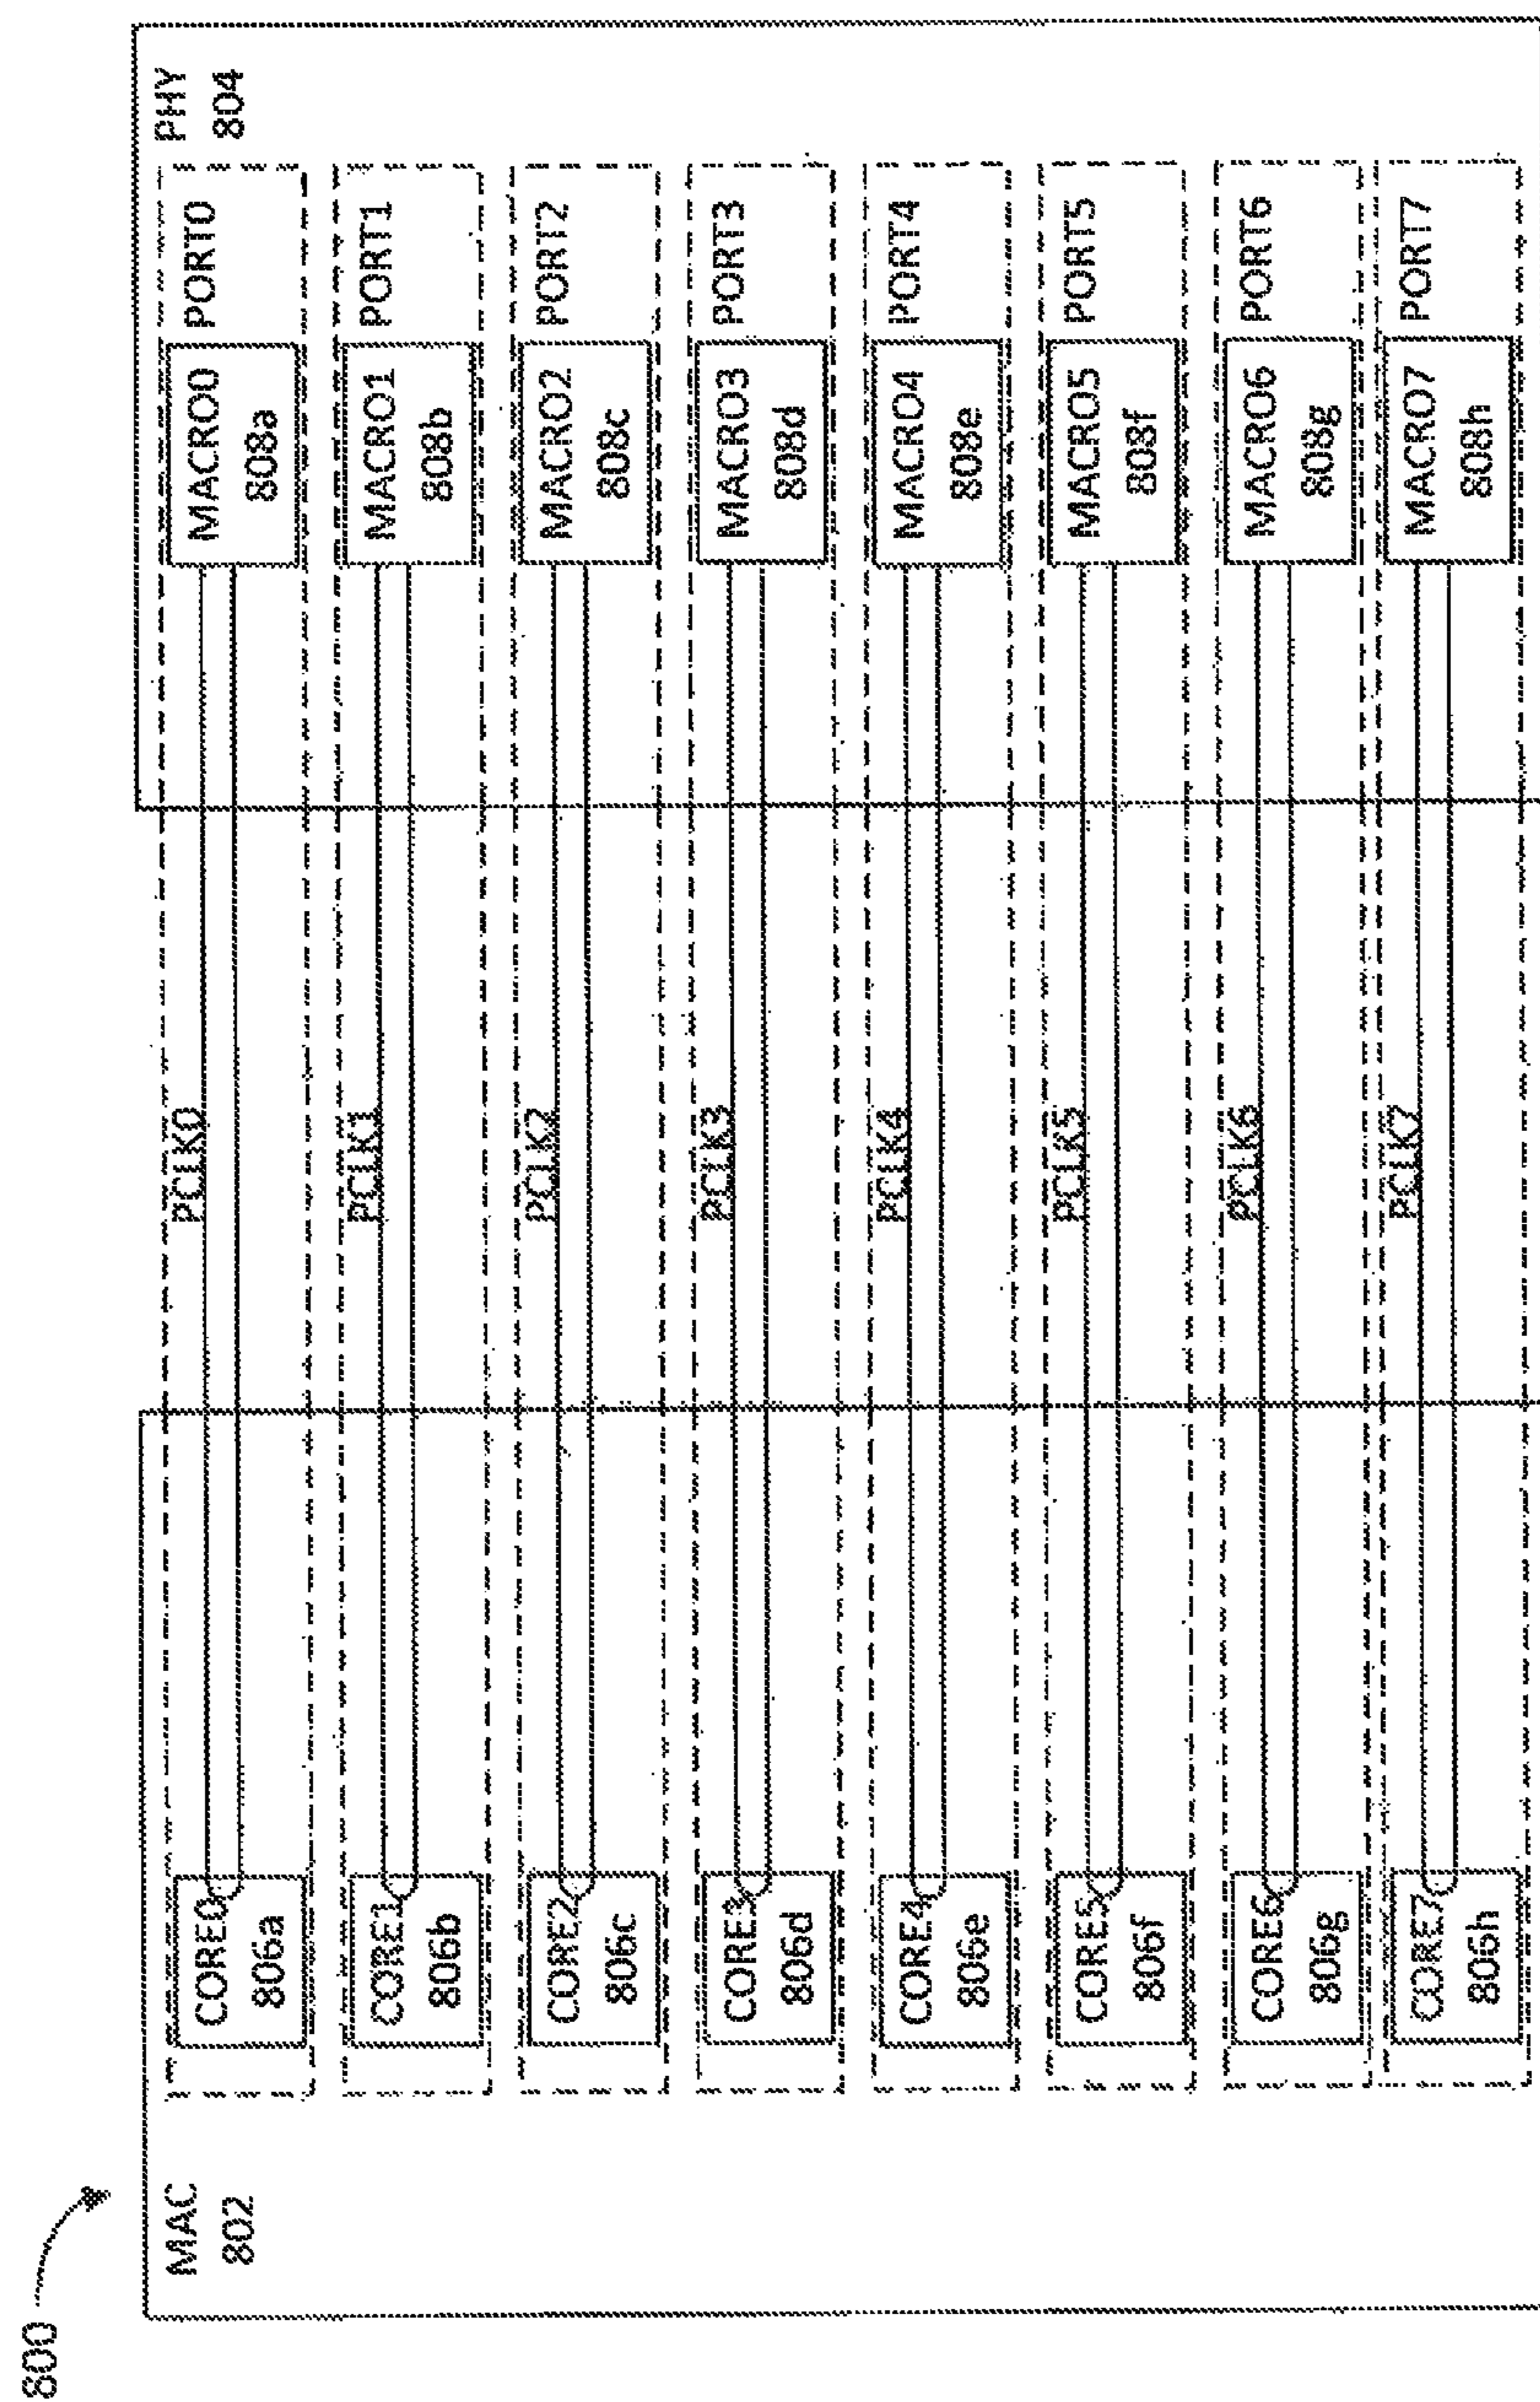 800
MAC
802
PHY
804
CORE0
806a
PCLK0
MACRO0
808a
PORT0
CORE1
806b
PCLK1
MACRO1
808b
PORT1
CORE2
806c
PCLK2
MACRO2
808c
PORT2
CORE3
806d
PCLK3
MACRO3
808d
PORT3
CORE4
806e
PCLK4
MACRO4
808e
PORT4
CORE5
806f
PCLK5
MACRO5
808f
PORT5
CORE6
806g
PCLK6
MACRO6
808g
PORT6
CORE7
806h
PCLK7
MACRO7
808h
PORT7